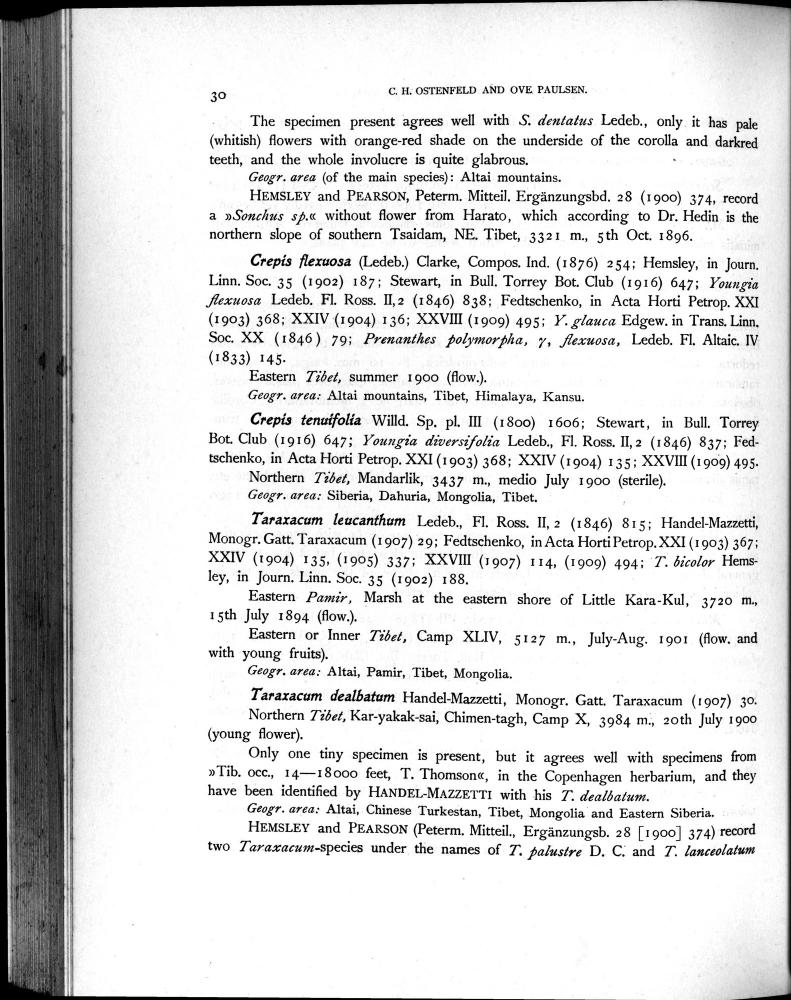 30
C. H. OSTENFELD AND OVE PAULSEN.
The specimen present agrees well with S. dentatus Ledeb., only it has pale
(whitish) flowers with orange-red shade on the underside of the corolla and darkred
teeth, and the whole involucre is quite glabrous.
Geogr. area (of the main species): Altai mountains.
HEMSLEY and PEARSON, Peterm. Mitteil. Ergänzungsbd. 28 (1900) 374, record
a »Sonchus sp.« without flower from Harato, which according to Dr. Hedin is the
northern slope of southern Tsaidam, NE. Tibet, 3321 m., 5th Oct. 1896.
Crepis flexuosa (Ledeb.) Clarke, Compos. Ind. (1876) 254; Hemsley, in Journ.
Linn. Soc. 35 (1902) 187; Stewart, in Bull. Torrey Bot. Club (1916) 647; Youngia
flexuosa Ledeb. Fl. Ross. II, 2 (1846) 838; Fedtschenko, in Acta Horti Petrop. XXI
(1903) 368; XXIV (1904) 136; XXVIII (1909) 495; Y. glauca Edgew. in Trans. Linn.
Soc. XX (1846) 79; Prenanthes polymorpha, γ, flexuosa, Ledeb. Fl. Altaic. IV
(1833) 145.
Eastern Tibet, summer 1900 (flow.).
Geogr. area: Altai mountains, Tibet, Himalaya, Kansu.
Crepis tenuifolia Willd. Sp. pl. III (1800) 1606; Stewart, in Bull. Torrey
Bot. Club (1916) 647; Youngia diversifolia Ledeb., Fl. Ross. II, 2 (1846) 837; Fed-
tschenko, in Acta Horti Petrop. XXI (1903) 368; XXIV (1904) 135; XXVIII (1909) 495.
Northern Tibet, Mandarlik, 3437 m., medio July 1900 (sterile).
Geogr. area: Siberia, Dahuria, Mongolia, Tibet.
Taraxacum leucanthum Ledeb., Fl. Ross. II, 2 (1846) 815; Handel-Mazzetti,
Monogr. Gatt. Taraxacum (1907) 29; Fedtschenko, in Acta Horti Petrop. XXI (1903) 367;
XXIV (1904) 135, (1905) 337; XXVIII (1907) 114, (1909) 494; T. bicolor Hems-
ley, in Journ. Linn. Soc. 35 (1902) 188.
Eastern Pamir, Marsh at the eastern shore of Little Kara-Kul, 3720 m.,
15th July 1894 (flow.).
Eastern or Inner Tibet, Camp XLIV, 5127 m., July-Aug. 1901 (flow. and
with young fruits).
Geogr. area: Altai, Pamir, Tibet, Mongolia.
Taraxacum dealbatum Handel-Mazzetti, Monogr. Gatt. Taraxacum (1907) 30.
Northern Tibet, Kar-yakak-sai, Chimen-tagh, Camp X, 3984 m., 20th July 1900
(young flower).
Only one tiny specimen is present, but it agrees well with specimens from
»Tib. occ., 14—18000 feet, T. Thomson«, in the Copenhagen herbarium, and they
have been identified by HANDEL-MAZZETTI with his T. dealbatum.
Geogr. area: Altai, Chinese Turkestan, Tibet, Mongolia and Eastern Siberia.
HEMSLEY and PEARSON (Peterm. Mitteil., Ergänzungsb. 28 [1900] 374) record
two Taraxacum-species under the names of T. palustre D. C. and T. lanceolatum